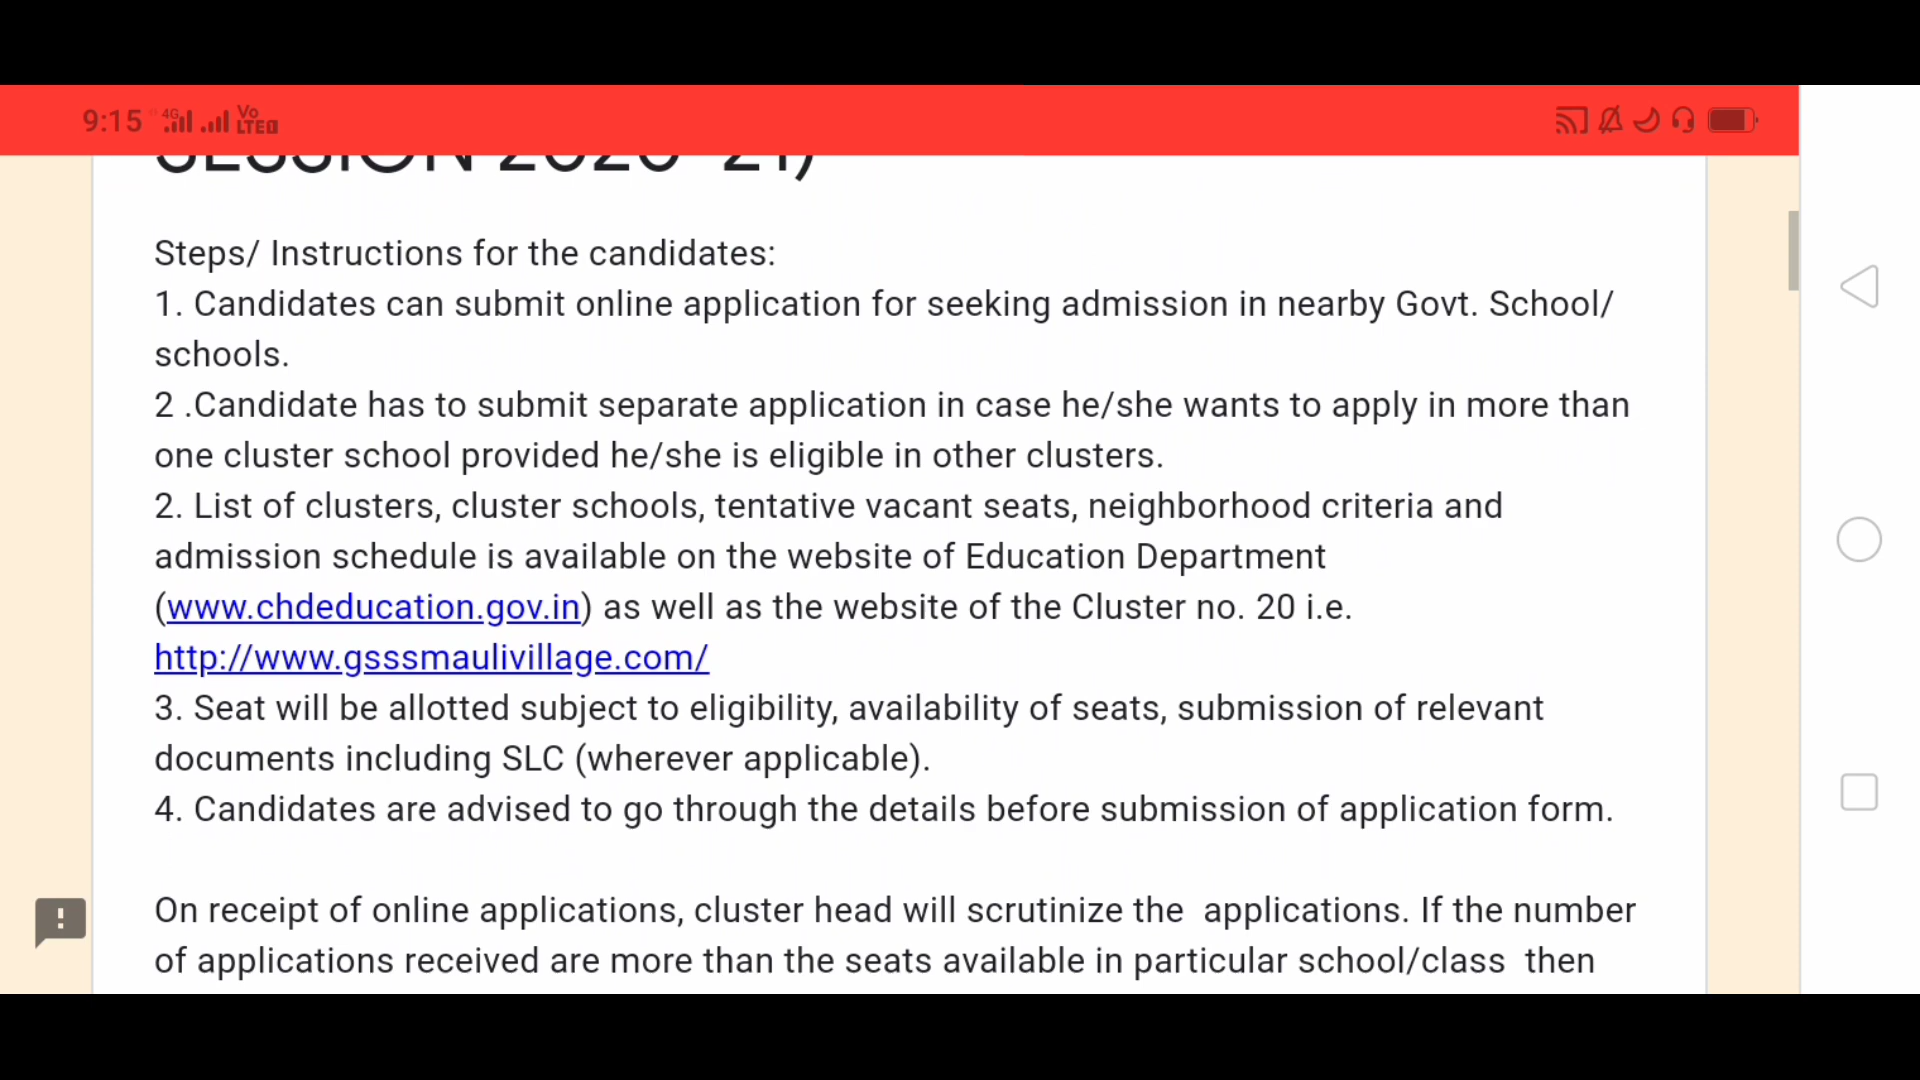 9:15 4G Vo LTE
SESSION 2020-21)
Steps/ Instructions for the candidates:
1. Candidates can submit online application for seeking admission in nearby Govt. School/
schools.
2 .Candidate has to submit separate application in case he/she wants to apply in more than
one cluster school provided he/she is eligible in other clusters.
2. List of clusters, cluster schools, tentative vacant seats, neighborhood criteria and
admission schedule is available on the website of Education Department
(www.chdeducation.gov.in) as well as the website of the Cluster no. 20 i.e.
http://www.gsssmaulivillage.com/
3. Seat will be allotted subject to eligibility, availability of seats, submission of relevant
documents including SLC (wherever applicable).
4. Candidates are advised to go through the details before submission of application form.
On receipt of online applications, cluster head will scrutinize the  applications. If the number
of applications received are more than the seats available in particular school/class  then